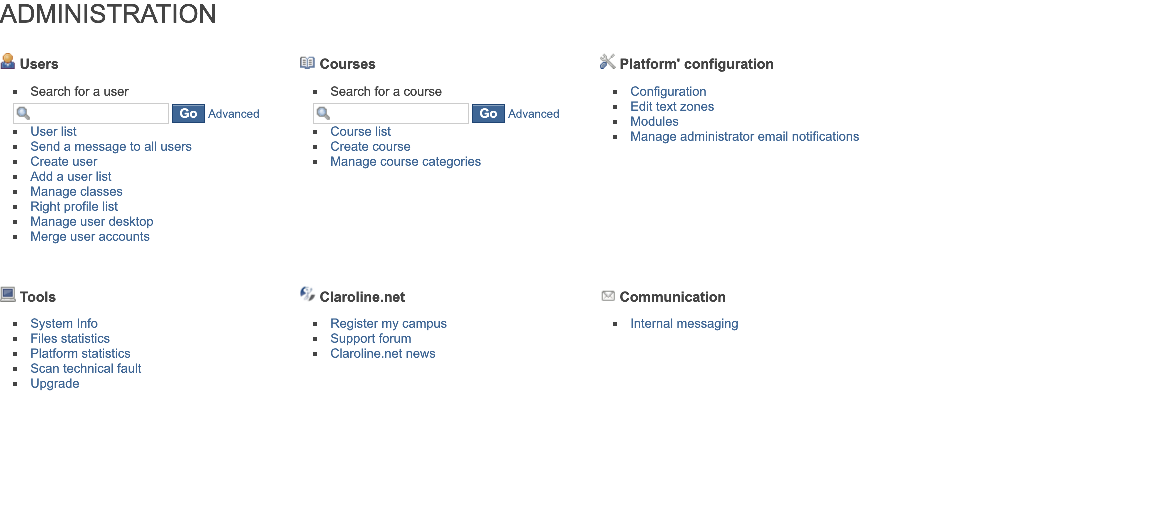 ADMINISTRATION
Users
Search for a user
Go Advanced
User list
Send a message to all users
Create user
Add a user list
Manage classes
Right profile list
Manage user desktop
Merge user accounts
Courses
Search for a course
Go Advanced
Course list
Create course
Manage course categories
Platform' configuration
Configuration
Edit text zones
Modules
Manage administrator email notifications
Tools
System Info
Files statistics
Platform statistics
Scan technical fault
Upgrade
Claroline.net
Register my campus
Support forum
Claroline.net news
Communication
Internal messaging